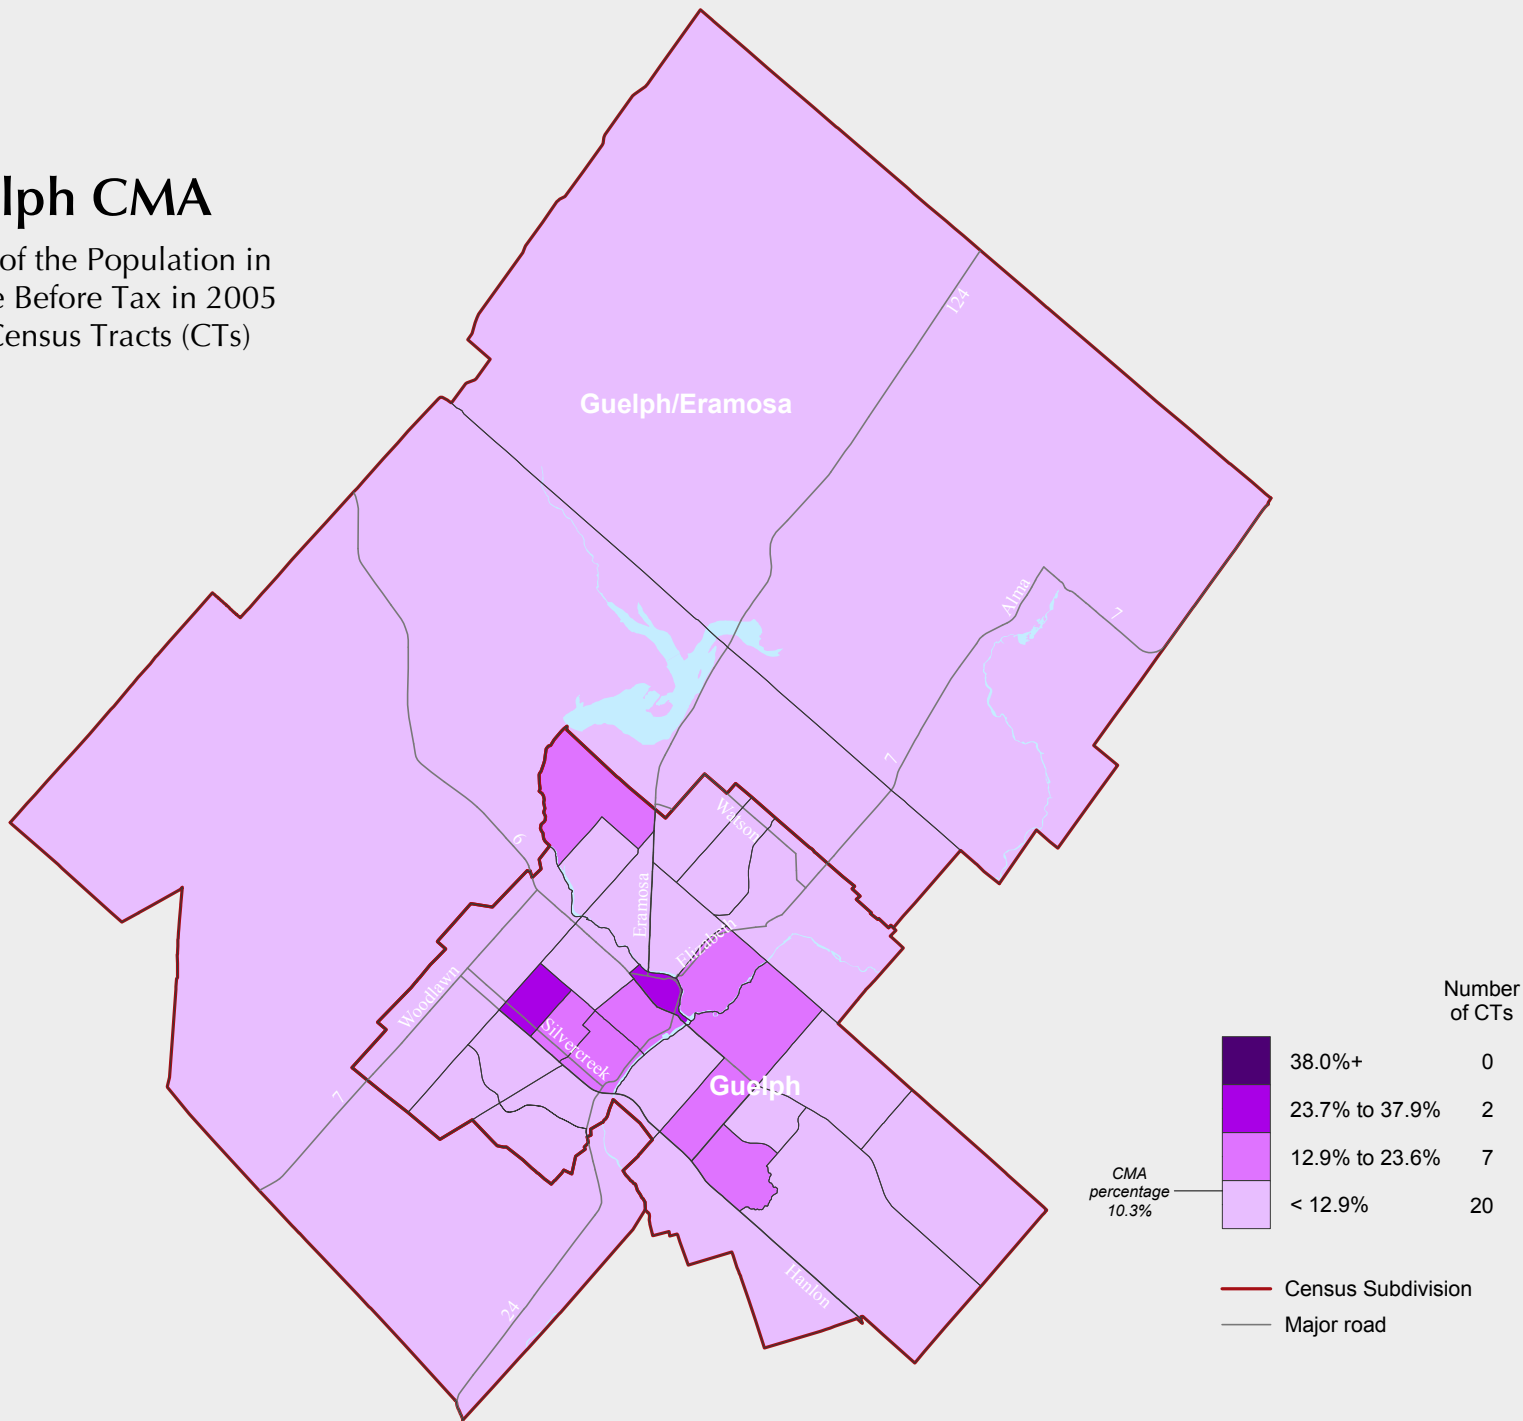 lph CMA
of the Population in
e Before Tax in 2005
Census Tracts (CTs)
124
Guelph/Eramosa
Alma
7
7
Watson
6
Eramosa
Elizabeth
Woodlawn
Silvercreek
Guelph
7
Hanlon
24
Number
of CTs
38.0%+ 0
23.7% to 37.9% 2
12.9% to 23.6% 7
< 12.9% 20
CMA
percentage
10.3%
Census Subdivision
Major road